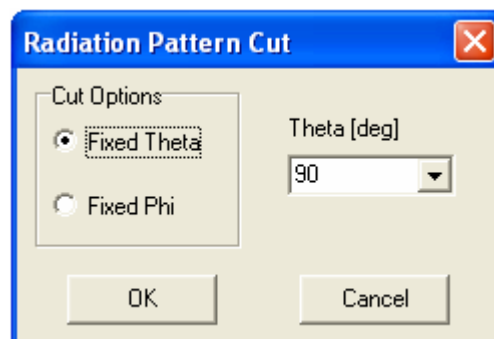 Radiation Pattern Cut
Cut Options
Fixed Theta
Fixed Phi
Theta [deg]
90
OK
Cancel